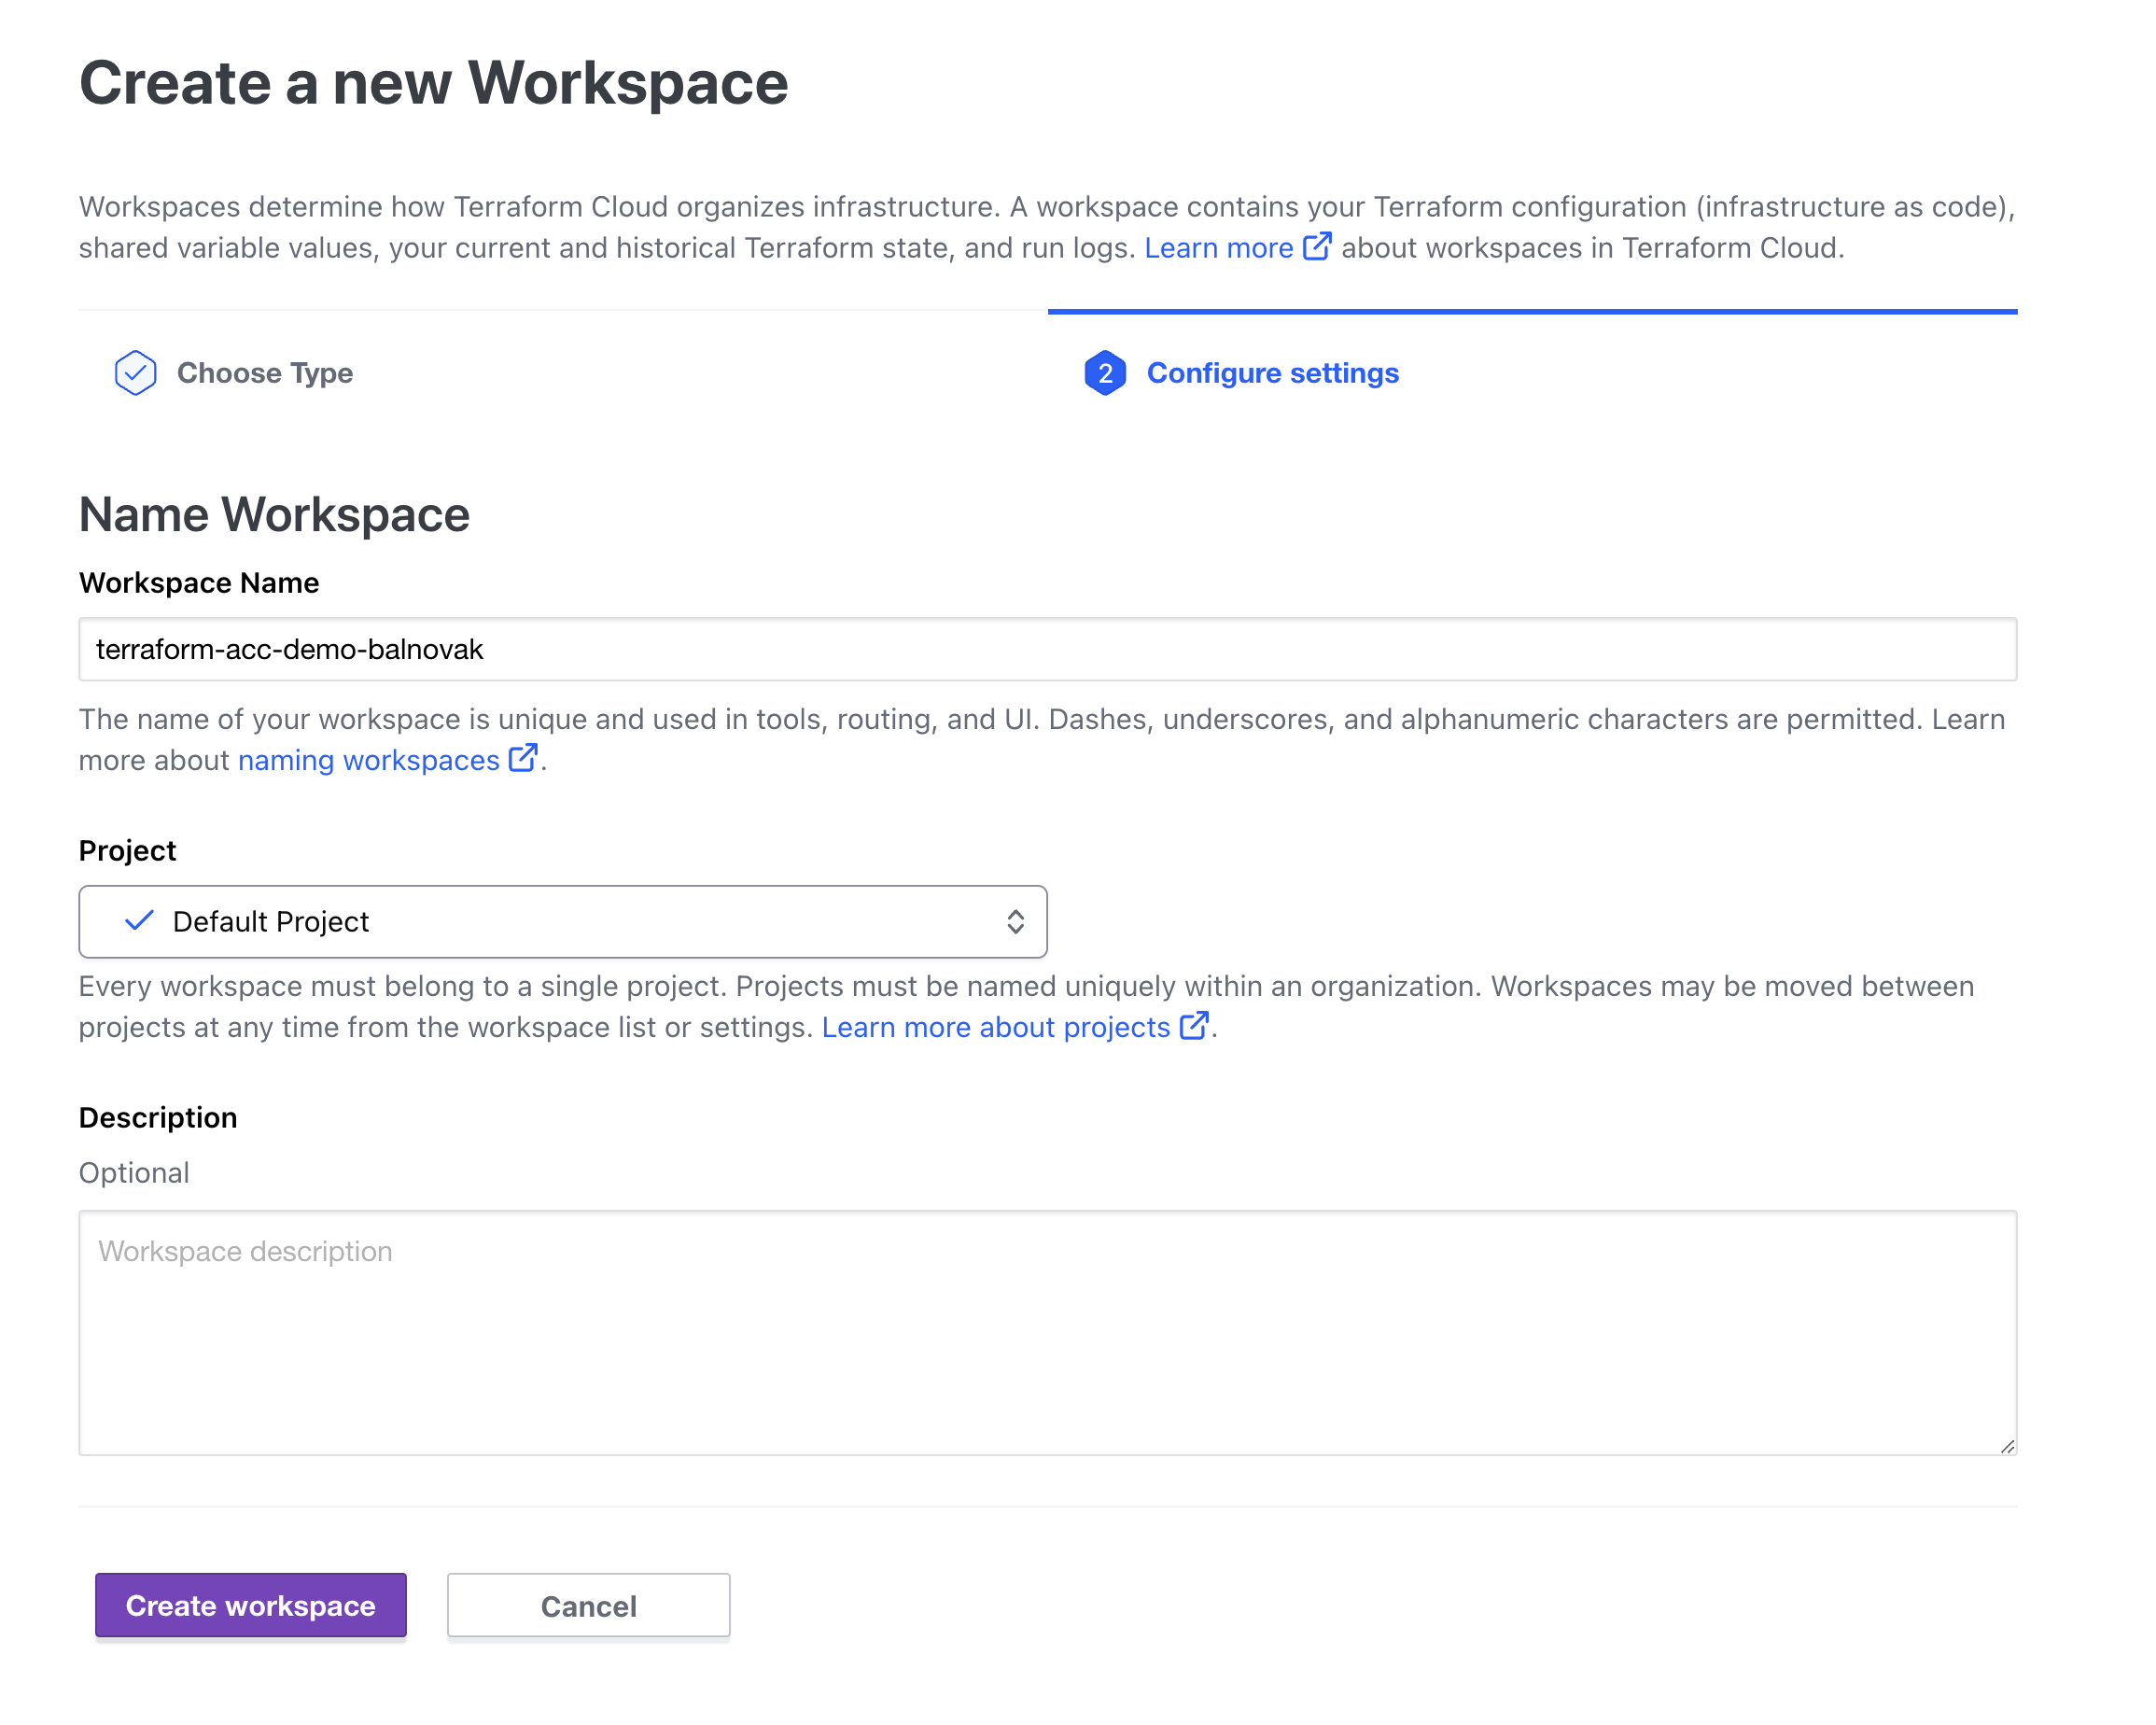 Create a new Workspace
Workspaces determine how Terraform Cloud organizes infrastructure. A workspace contains your Terraform configuration (infrastructure as code),
shared variable values, your current and historical Terraform state, and run logs. Learn more about workspaces in Terraform Cloud.
Choose Type
2 Configure settings
Name Workspace
Workspace Name
terraform-acc-demo-balnovak
The name of your workspace is unique and used in tools, routing, and UI. Dashes, underscores, and alphanumeric characters are permitted. Learn
more about naming workspaces.
Project
Default Project
Every workspace must belong to a single project. Projects must be named uniquely within an organization. Workspaces may be moved between
projects at any time from the workspace list or settings. Learn more about projects.
Description
Optional
Workspace description
Create workspace
Cancel